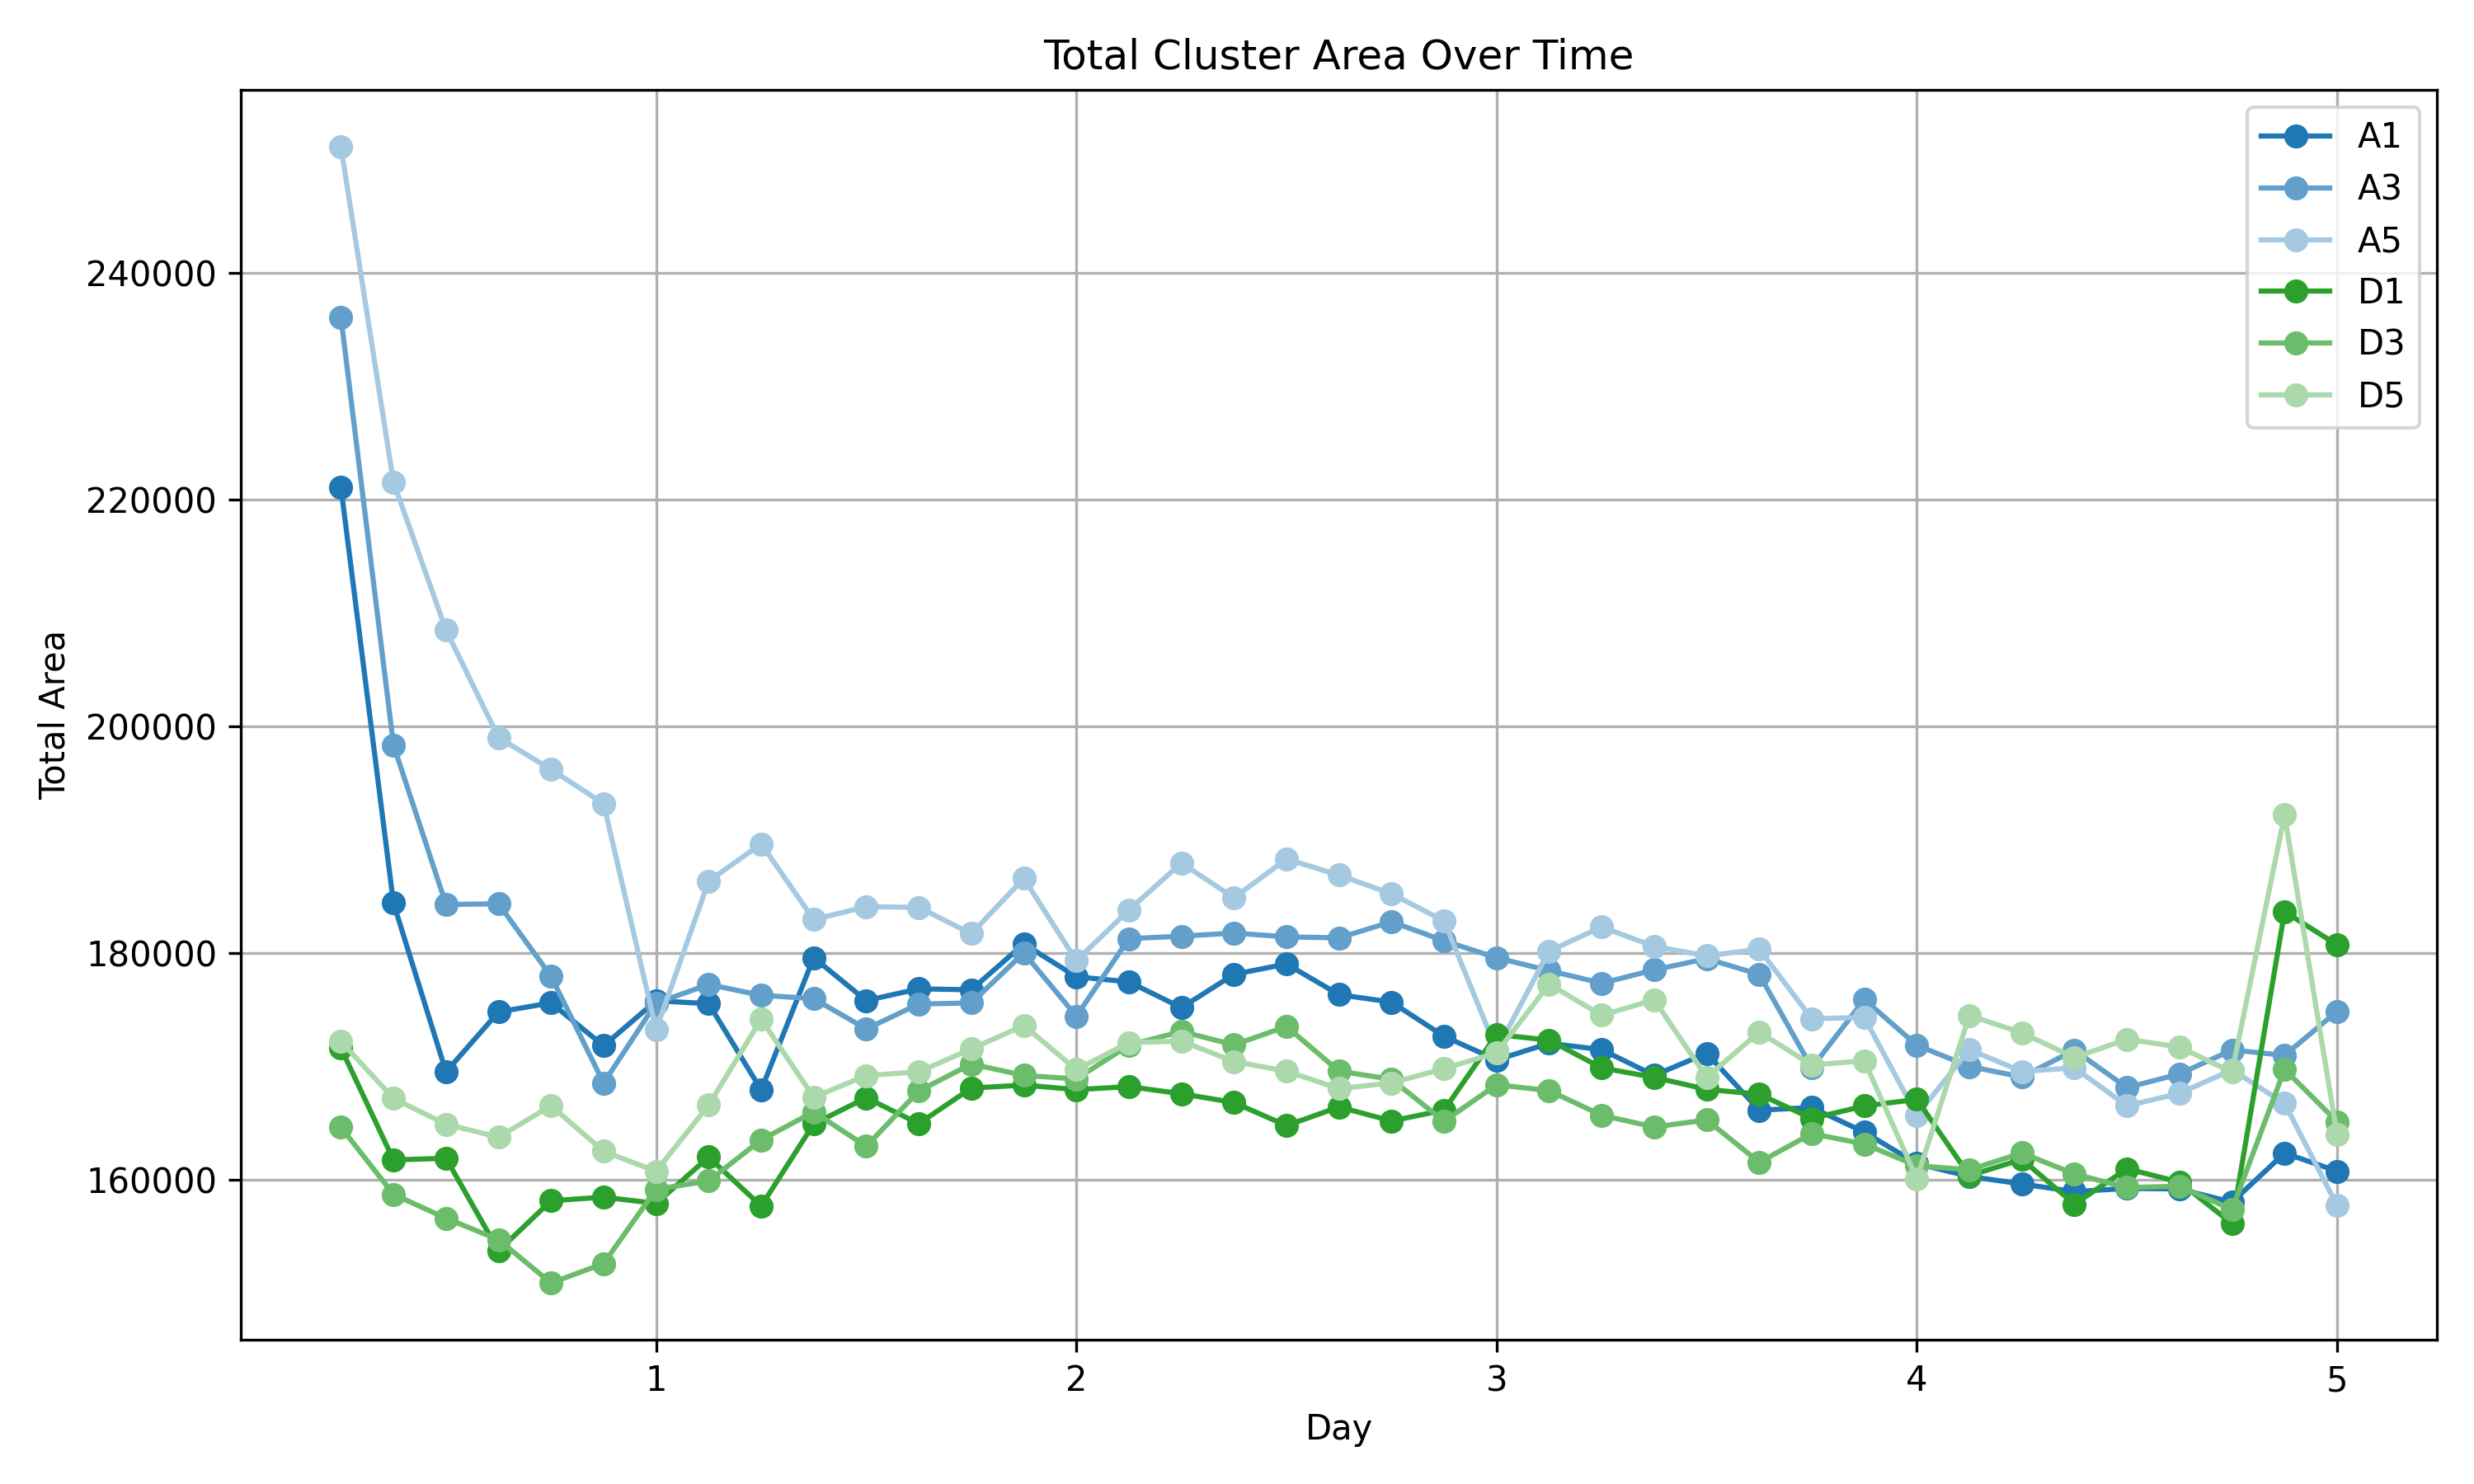 Total Cluster Area Over Time
Total Area
240000
220000
200000
180000
160000
1 2 3 4 5
Day
A1
A3
A5
D1
D3
D5